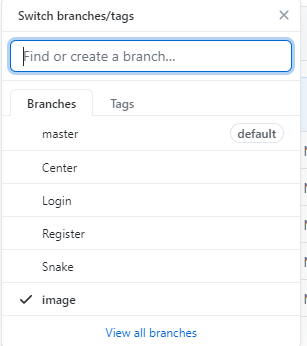 Switch branches/tags
Find or create a branch...
Branches Tags
master default
Center
Login
Register
Snake
image
View all branches